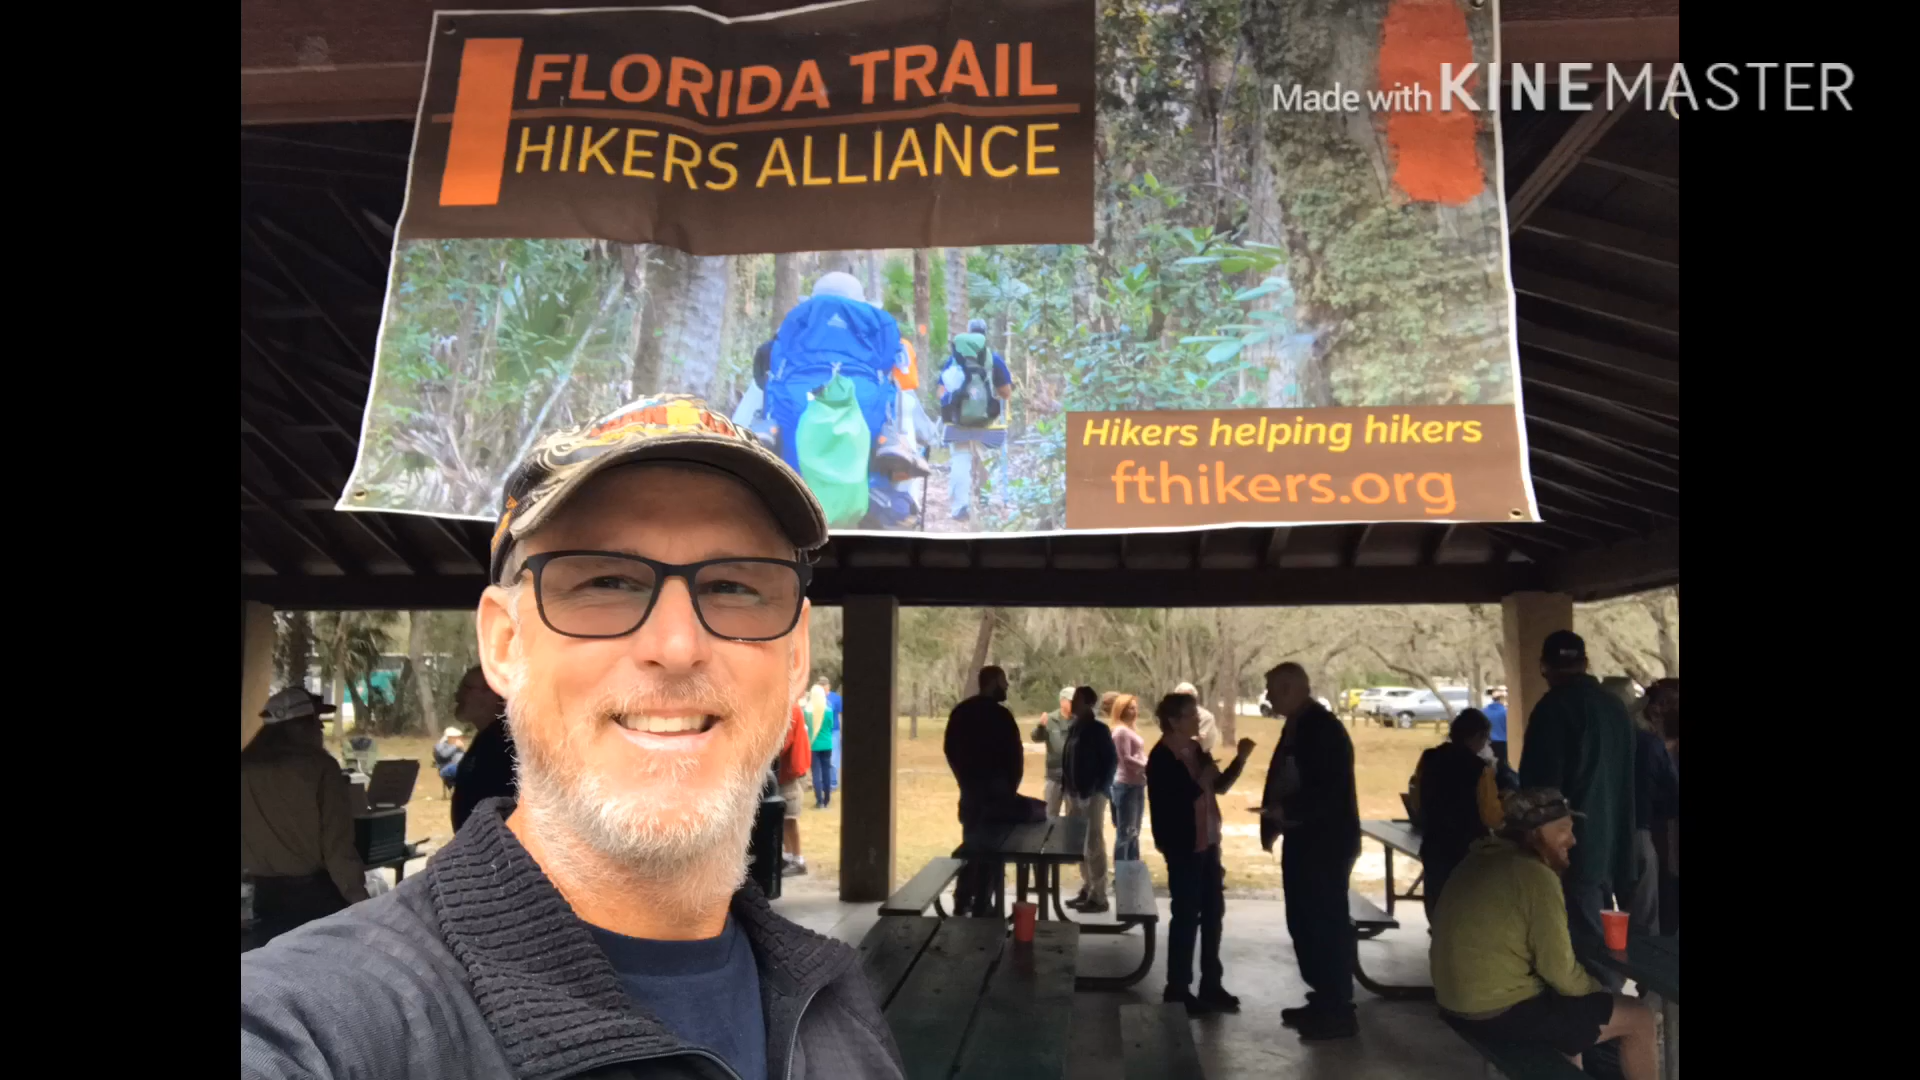 FLORIDA TRAIL
HIKERS ALLIANCE
Made with KINEMASTER
Hikers helping hikers
fthikers.org